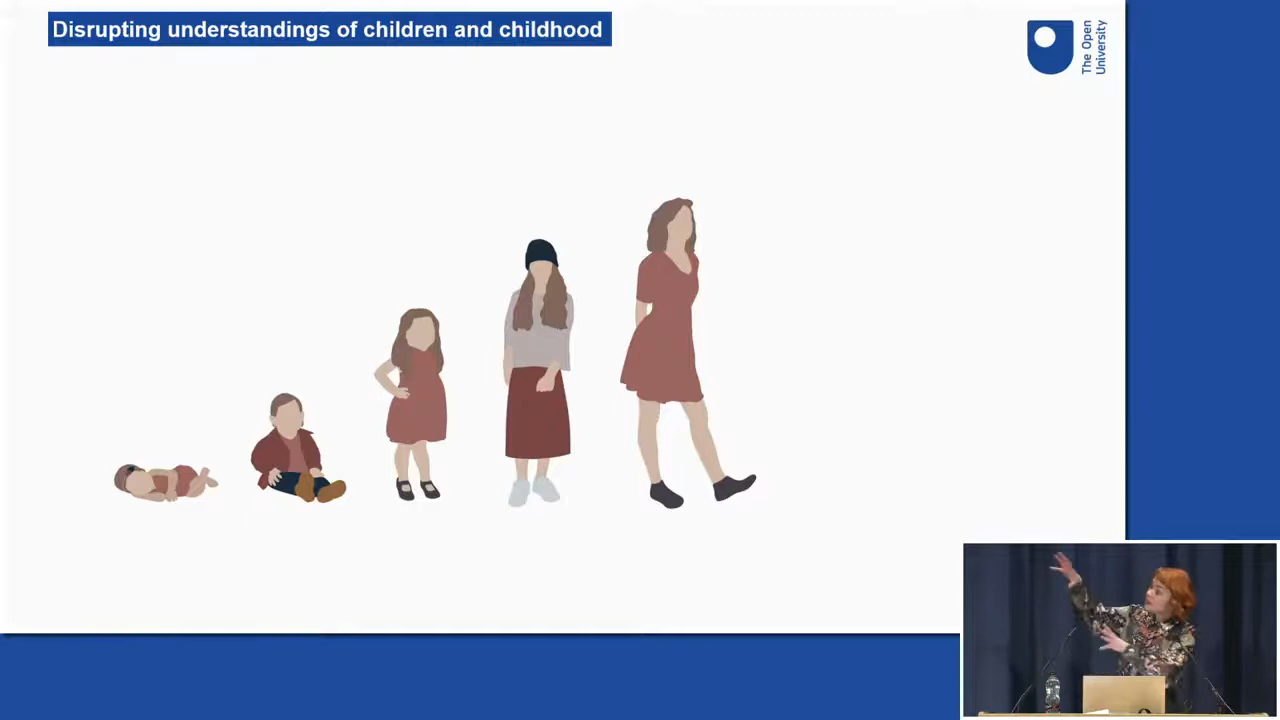 Disrupting understandings of children and childhood
The Open
University